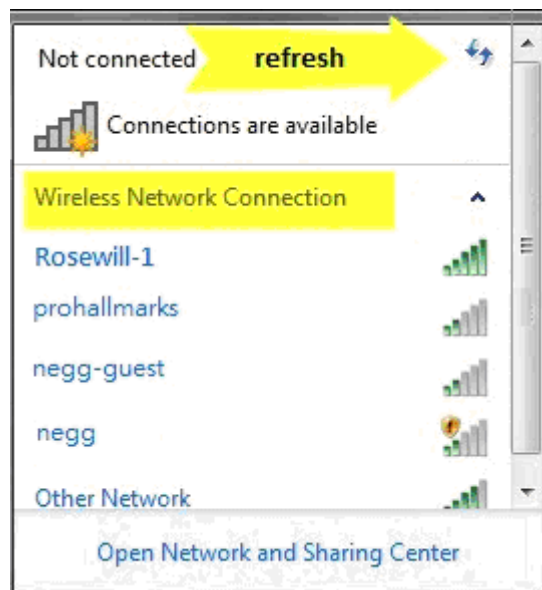 Not connected refresh
Connections are available
Wireless Network Connection
Rosewill-1
prohallmarks
negg-guest
negg
Other Network
Open Network and Sharing Center